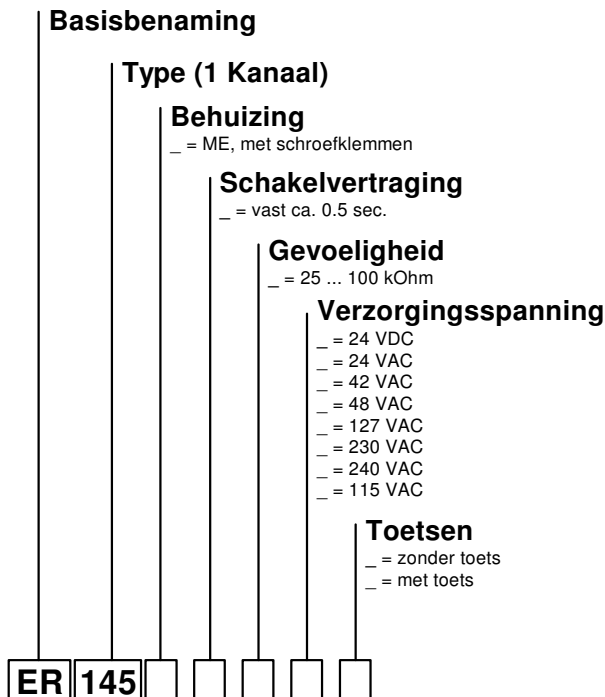 Basisbenaming
Type (1 Kanaal)
Behuizing
_ = ME, met schroefklemmen
Schakelvertraging
_ = vast ca. 0.5 sec.
Gevoeligheid
_ = 25 ... 100 kOhm
Verzorgingsspanning
_ = 24 VDC
_ = 24 VAC
_ = 42 VAC
_ = 48 VAC
_ = 127 VAC
_ = 230 VAC
_ = 240 VAC
_ = 115 VAC
Toetsen
_ = zonder toets
_ = met toets
ER 145